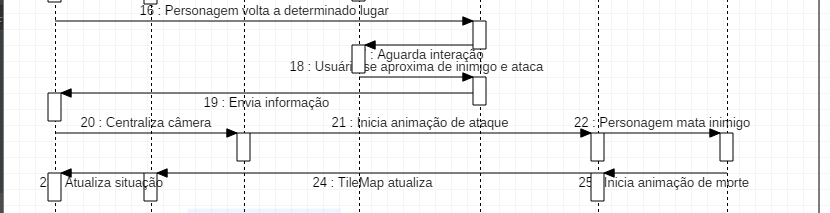 16 : Personagem volta a determinado lugar
: Aguarda interação
18 : Usuári se aproxima de inimigo e ataca
19 : Envia informação
20 : Centraliza câmera
21 : Inicia animação de ataque
22 : Personagem mata inimigo
2 Atualiza situação
24 : TileMap atualiza
25 Inicia animação de morte